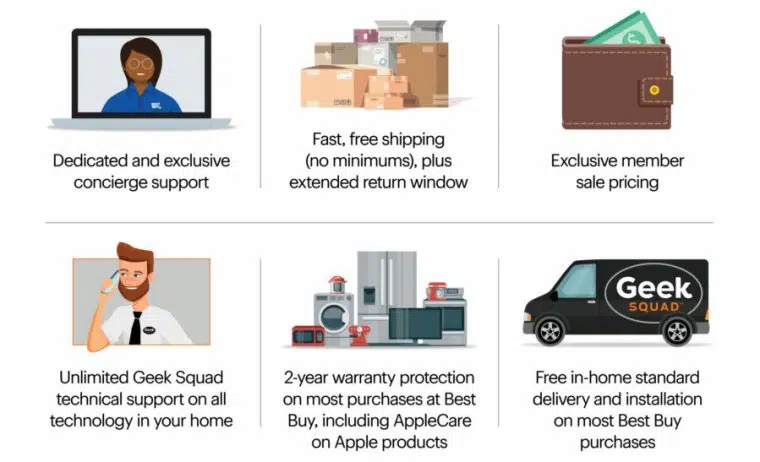 Dedicated and exclusive
concierge support
Fast, free shipping
(no minimums), plus
extended return window
Exclusive member
sale pricing
Geek
Unlimited Geek Squad
technical support on all
technology in your home
2-year warranty protection
on most purchases at Best
Buy, including AppleCare
on Apple products
Geek
SQUAD
Free in-home standard
delivery and installation
on most Best Buy
purchases